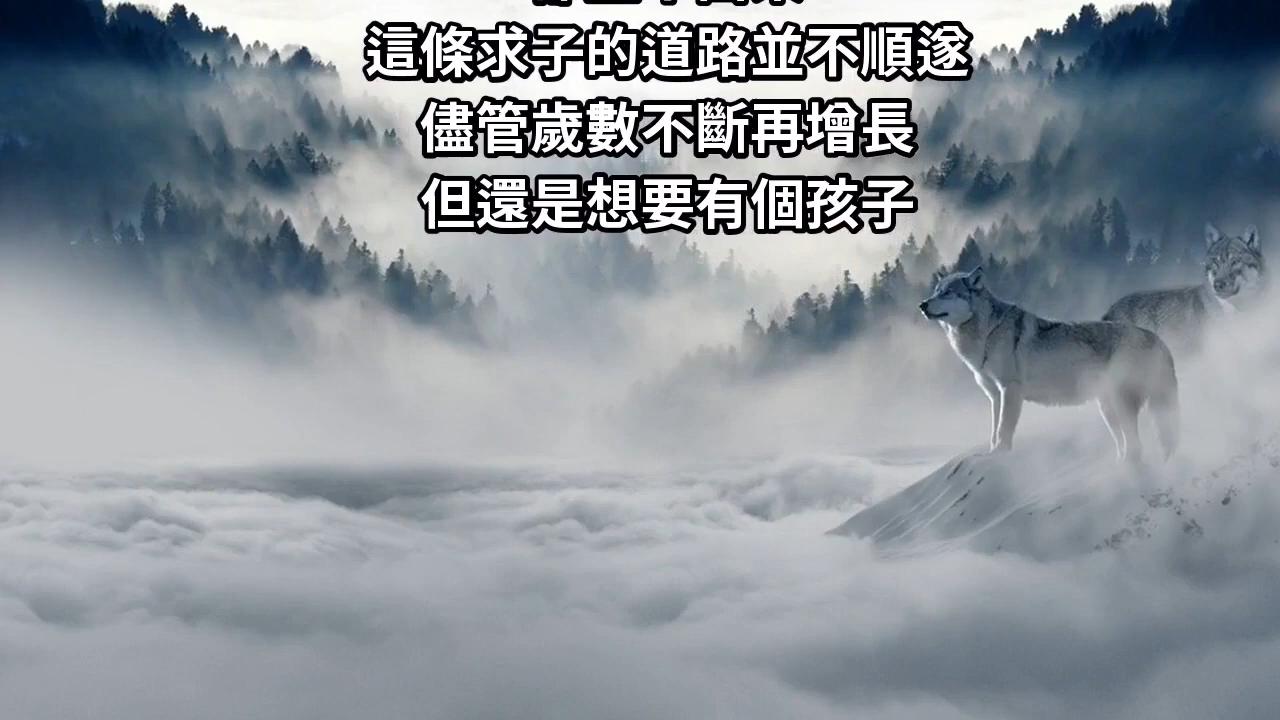 這條求子的道路並不順遂
儘管歲數不斷再增長
但還是想要有個孩子